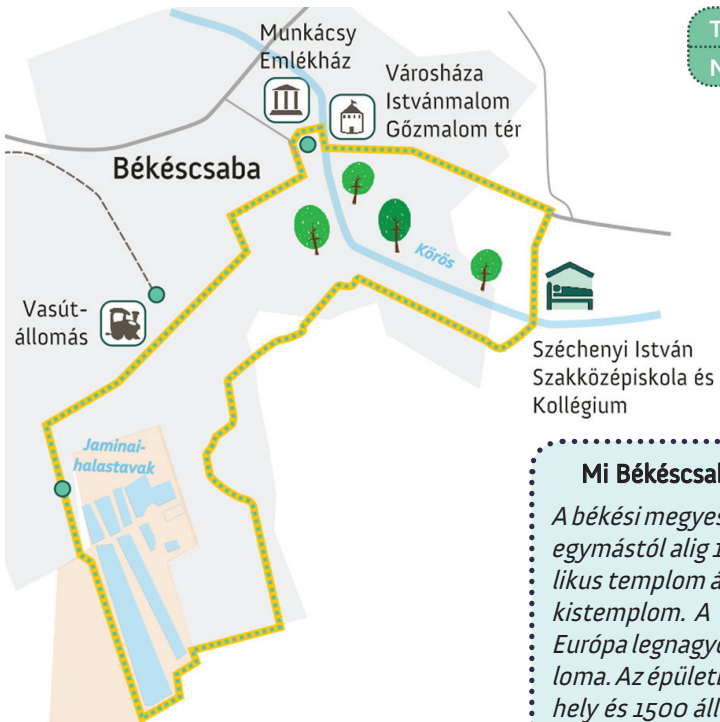 Munkácsy
Emlékház
Városháza
Istvánmalom
Gőzmalom tér
Békéscsaba
Körös
Vasút-
állomás
Széchenyi István
Szakközépiskola és
Kollégium
Jaminai-
halastavak
Mi Békéscsab
A békési megyes
egymástól alig 1
likus templom á
kistemplom. A
Európa legnagyo
loma. Az épületb
hely és 1500 áll